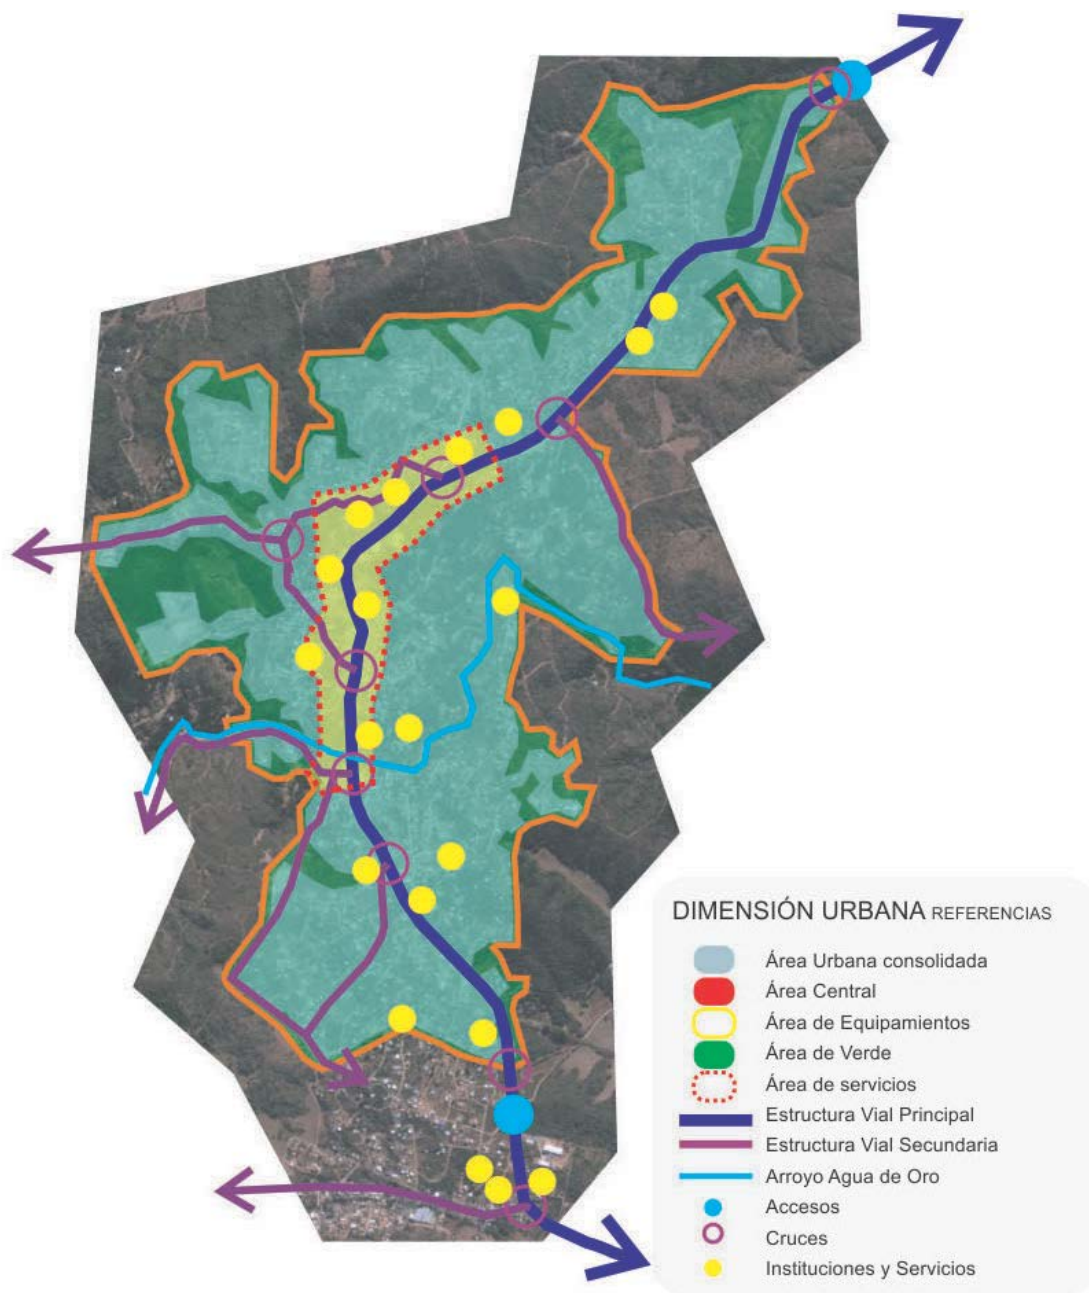 DIMENSIÓN URBANA REFERENCIAS
Área Urbana consolidada
Área Central
Área de Equipamientos
Área de Verde
Área de servicios
Estructura Vial Principal
Estructura Vial Secundaria
Arroyo Agua de Oro
Accesos
Cruces
Instituciones y Servicios